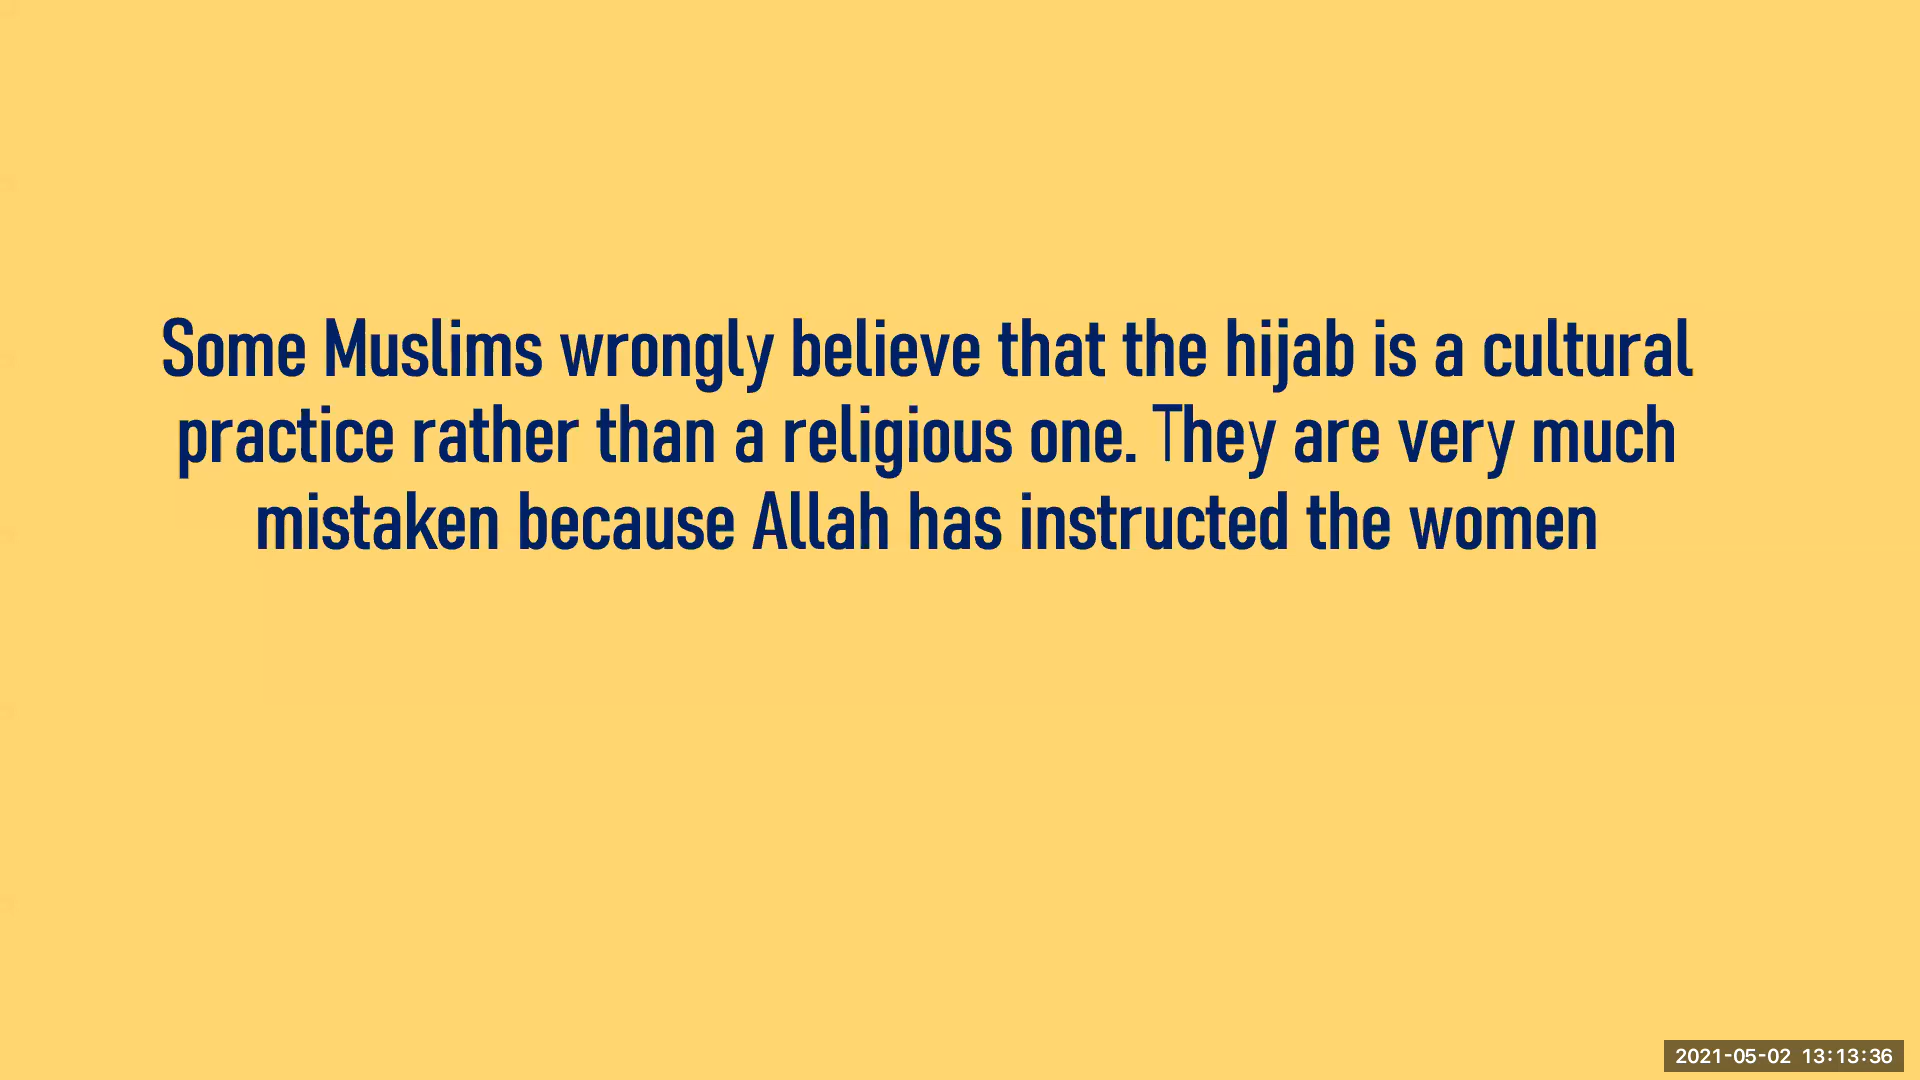 Some Muslims wrongly believe that the hijab is a cultural
practice rather than a religious one. They are very much
mistaken because Allah has instructed the women
2021-05-02 13:13:36